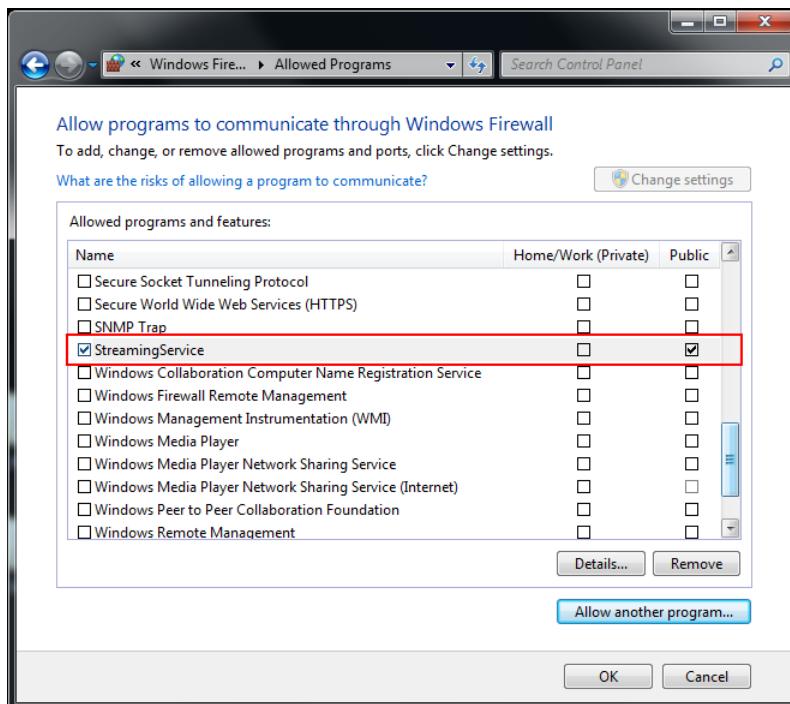 « Windows Fire... ▸ Allowed Programs
Search Control Panel
Allow programs to communicate through Windows Firewall
To add, change, or remove allowed programs and ports, click Change settings.
What are the risks of allowing a program to communicate?
Change settings
Allowed programs and features:
Name Home/Work (Private) Public
Secure Socket Tunneling Protocol
Secure World Wide Web Services (HTTPS)
SNMP Trap
StreamingService
Windows Collaboration Computer Name Registration Service
Windows Firewall Remote Management
Windows Management Instrumentation (WMI)
Windows Media Player
Windows Media Player Network Sharing Service
Windows Media Player Network Sharing Service (Internet)
Windows Peer to Peer Collaboration Foundation
Windows Remote Management
Details... Remove
Allow another program...
OK Cancel